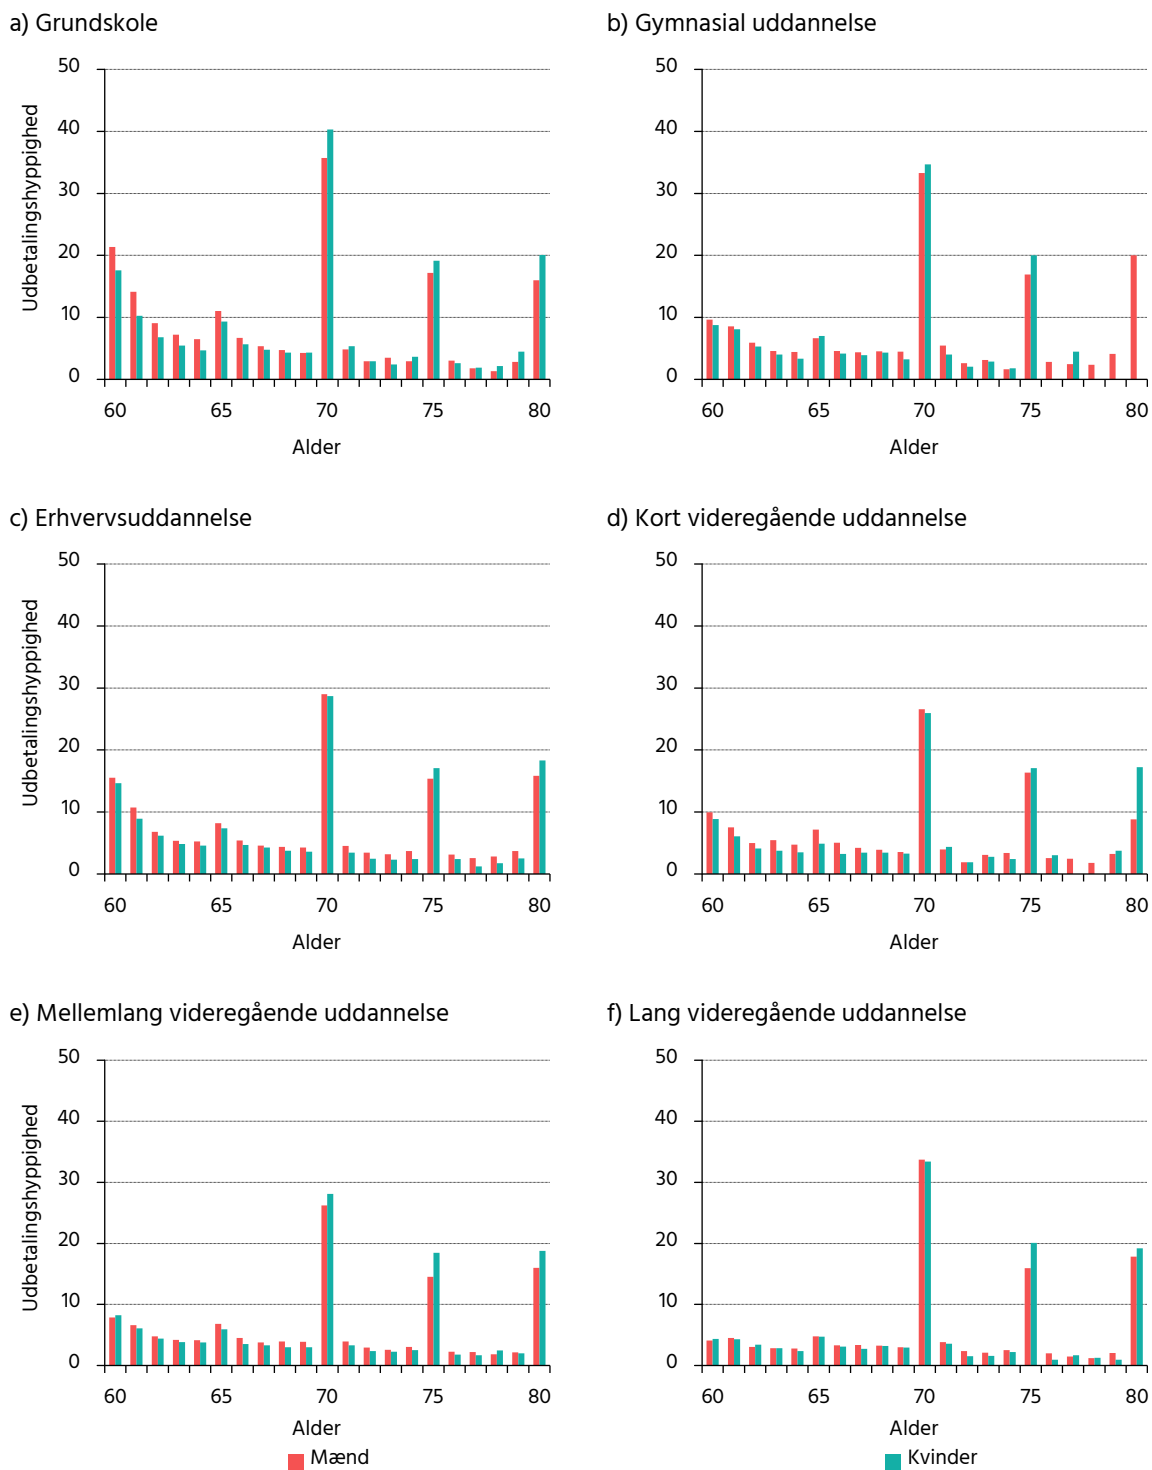 a) Grundskole
Udbetalingshyppighed
50
40
30
20
10
0
60 65 70 75 80
Alder
b) Gymnasial uddannelse
50
40
30
20
10
0
60 65 70 75 80
Alder
c) Erhvervsuddannelse
Udbetalingshyppighed
50
40
30
20
10
0
60 65 70 75 80
Alder
d) Kort videregående uddannelse
50
40
30
20
10
0
60 65 70 75 80
Alder
e) Mellemlang videregående uddannelse
Udbetalingshyppighed
50
40
30
20
10
0
60 65 70 75 80
Alder
f) Lang videregående uddannelse
50
40
30
20
10
0
60 65 70 75 80
Alder
Mænd
Kvinder